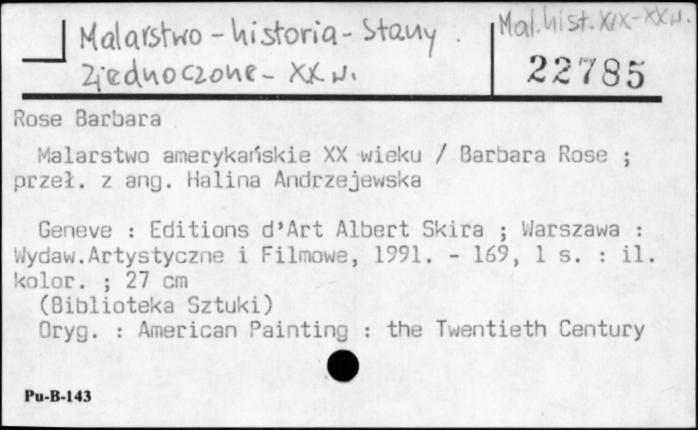 Malarstwo - historia - Stany
Zjednoczone - XX w.
Mal. hist. XIX-XX w.
22785
Rose Barbara
Malarstwo amerykańskie XX wieku / Barbara Rose ;
przeł. z ang. Halina Andrzejewska
Geneve : Editions d'Art Albert Skira ; Warszawa :
Wydaw.Artystyczne i Filmowe, 1991. - 169, 1 s. : il.
kolor. ; 27 cm
(Biblioteka Sztuki)
Oryg. : American Painting : the Twentieth Century
Pu-B-143